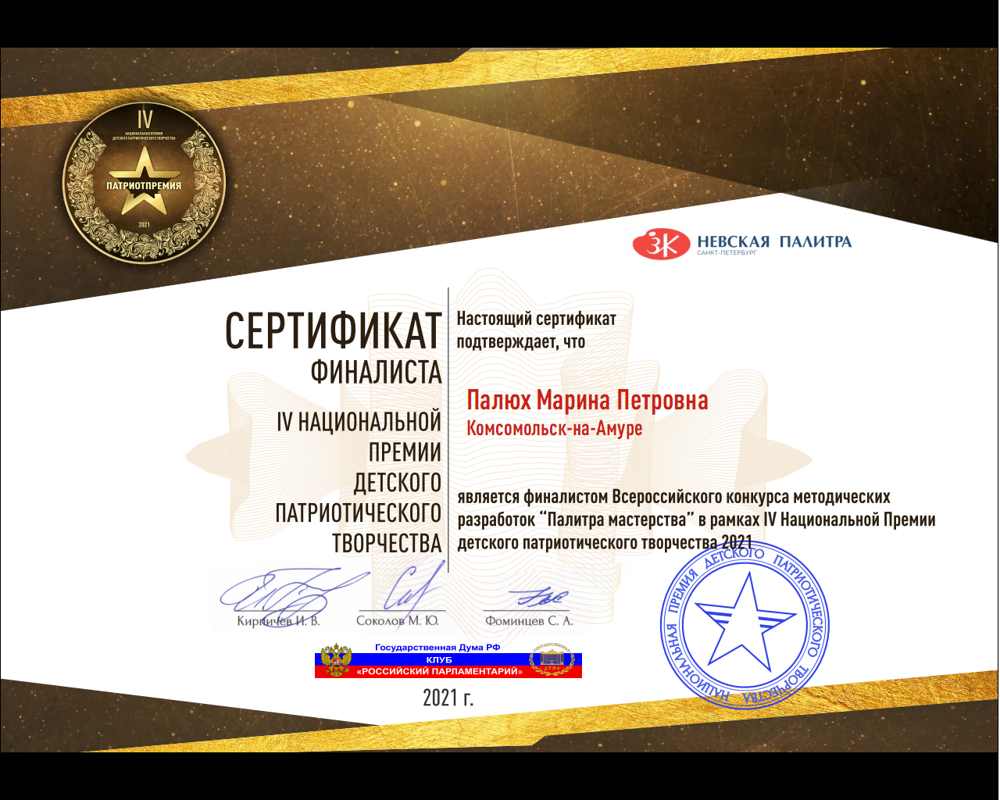 IV
НАЦИОНАЛЬНАЯ ПРЕМИЯ
ДЕТСКОГО ПАТРИОТИЧЕСКОГО ТВОРЧЕСТВА
ПАТРИОТПРЕМИЯ
2021
ЗК НЕВСКАЯ ПАЛИТРА
САНКТ-ПЕТЕРБУРГ
СЕРТИФИКАТ
ФИНАЛИСТА
IV НАЦИОНАЛЬНОЙ
ПРЕМИИ
ДЕТСКОГО
ПАТРИОТИЧЕСКОГО
ТВОРЧЕСТВА
Настоящий сертификат
подтверждает, что
Палюх Марина Петровна
Комсомольск-на-Амуре
является финалистом Всероссийского конкурса методических
разработок “Палитра мастерства” в рамках IV Национальной Премии
детского патриотического творчества 2021
Кирпичев И. В.
Соколов М. Ю.
Фоминцев С. А.
Государственная Дума РФ
КЛУБ
«РОССИЙСКИЙ ПАРЛАМЕНТАРИЙ»
ГОСУДАРСТВЕННАЯ
ДУМА
2021 г.
НАЦИОНАЛЬНАЯ ПРЕМИЯ ДЕТСКОГО ПАТРИОТИЧЕСКОГО ТВОРЧЕСТВА